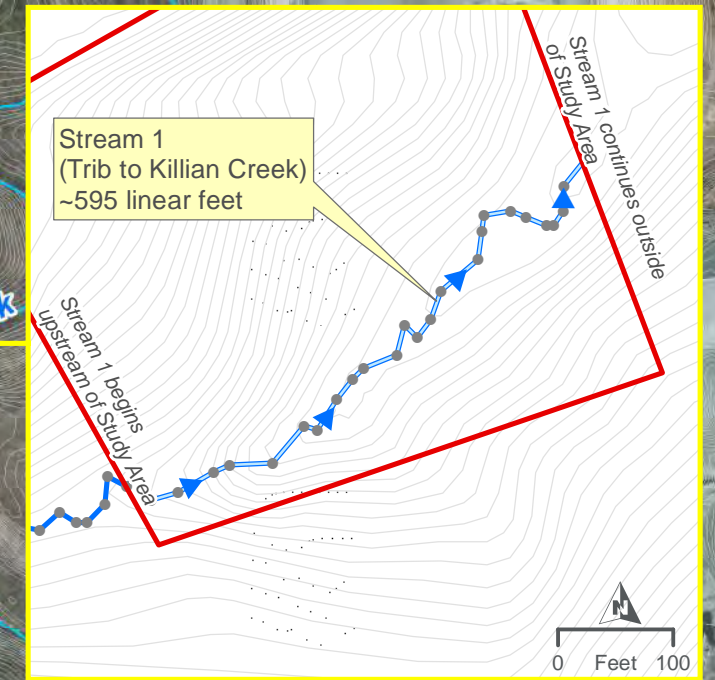 Stream 1 continues outside
of Study Area
Stream 1
(Trib to Killian Creek)
~595 linear feet
Stream 1 begins
upstream of Study Area
k
N
0 Feet 100